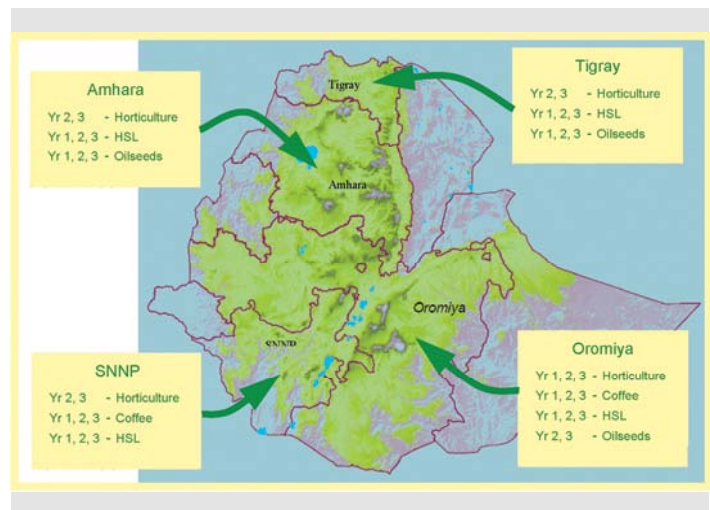 Amhara
Yr 2, 3 - Horticulture
Yr 1, 2, 3 - HSL
Yr 1, 2, 3 - Oilseeds
Tigray
Yr 2, 3 - Horticulture
Yr 1, 2, 3 - HSL
Yr 1, 2, 3 - Oilseeds
Tigray
Amhara
Oromiya
SNNP
SNNP
Yr 2, 3 - Horticulture
Yr 1, 2, 3 - Coffee
Yr 1, 2, 3 - HSL
Oromiya
Yr 1, 2, 3 - Horticulture
Yr 1, 2, 3 - Coffee
Yr 1, 2, 3 - HSL
Yr 2, 3 - Oilseeds